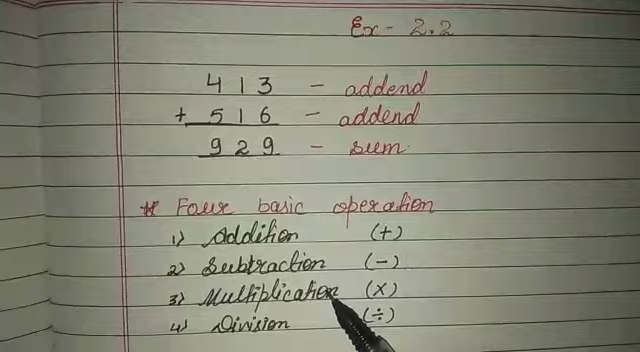 Ex - 2.2
413 - addend
+ 516 - addend
929 - sum
* Four basic operation
1) Addition (+)
2) Subtraction (-)
3) Multiplication (×)
4) Division (÷)